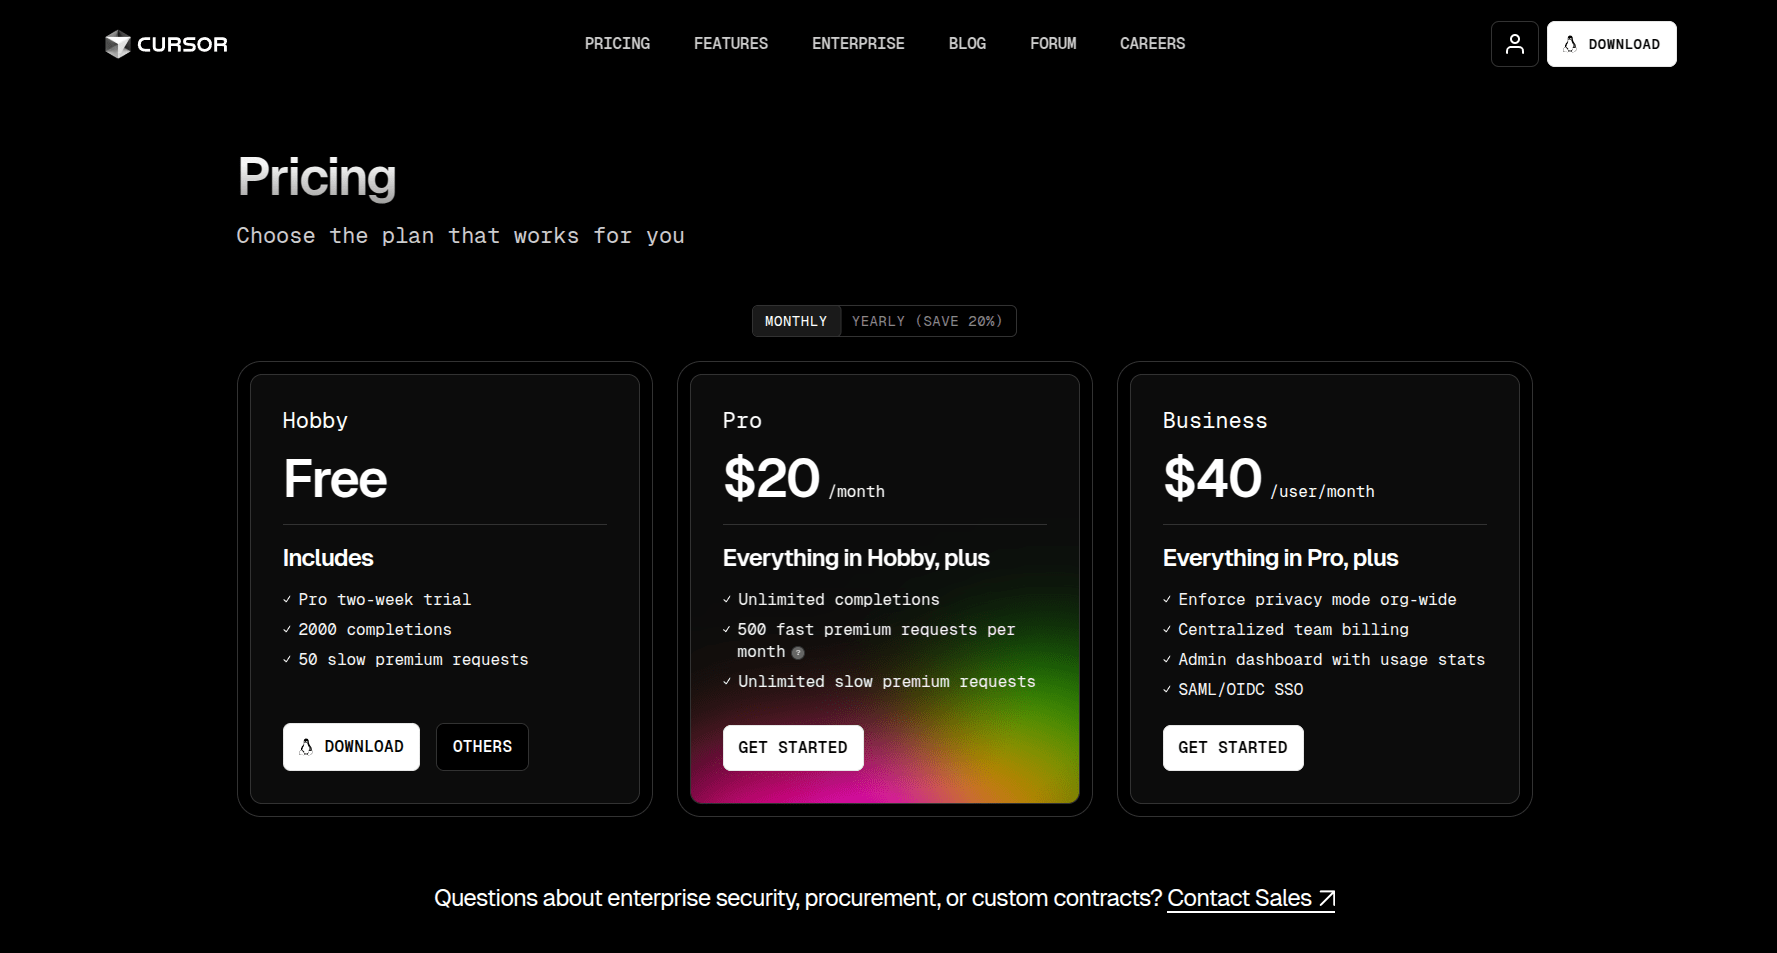 CURSOR
PRICING FEATURES ENTERPRISE BLOG FORUM CAREERS
DOWNLOAD
Pricing
Choose the plan that works for you
MONTHLY YEARLY (SAVE 20%)
Hobby
Free
Includes
✓ Pro two-week trial
✓ 2000 completions
✓ 50 slow premium requests
DOWNLOAD OTHERS
Pro
$20 /month
Everything in Hobby, plus
✓ Unlimited completions
✓ 500 fast premium requests per
month ?
✓ Unlimited slow premium requests
GET STARTED
Business
$40 /user/month
Everything in Pro, plus
✓ Enforce privacy mode org-wide
✓ Centralized team billing
✓ Admin dashboard with usage stats
✓ SAML/OIDC SSO
GET STARTED
Questions about enterprise security, procurement, or custom contracts? Contact Sales ↗